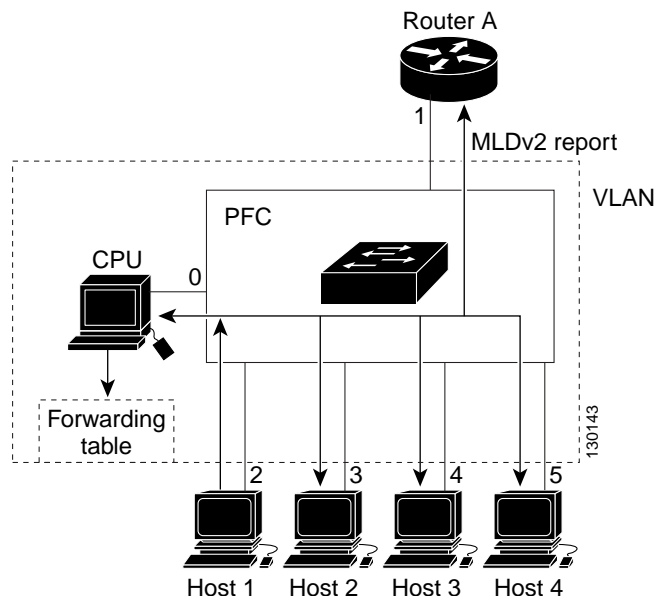 Router A
1
MLDv2 report
VLAN
PFC
CPU
0
Forwarding
table
130143
2
3
4
5
Host 1
Host 2
Host 3
Host 4